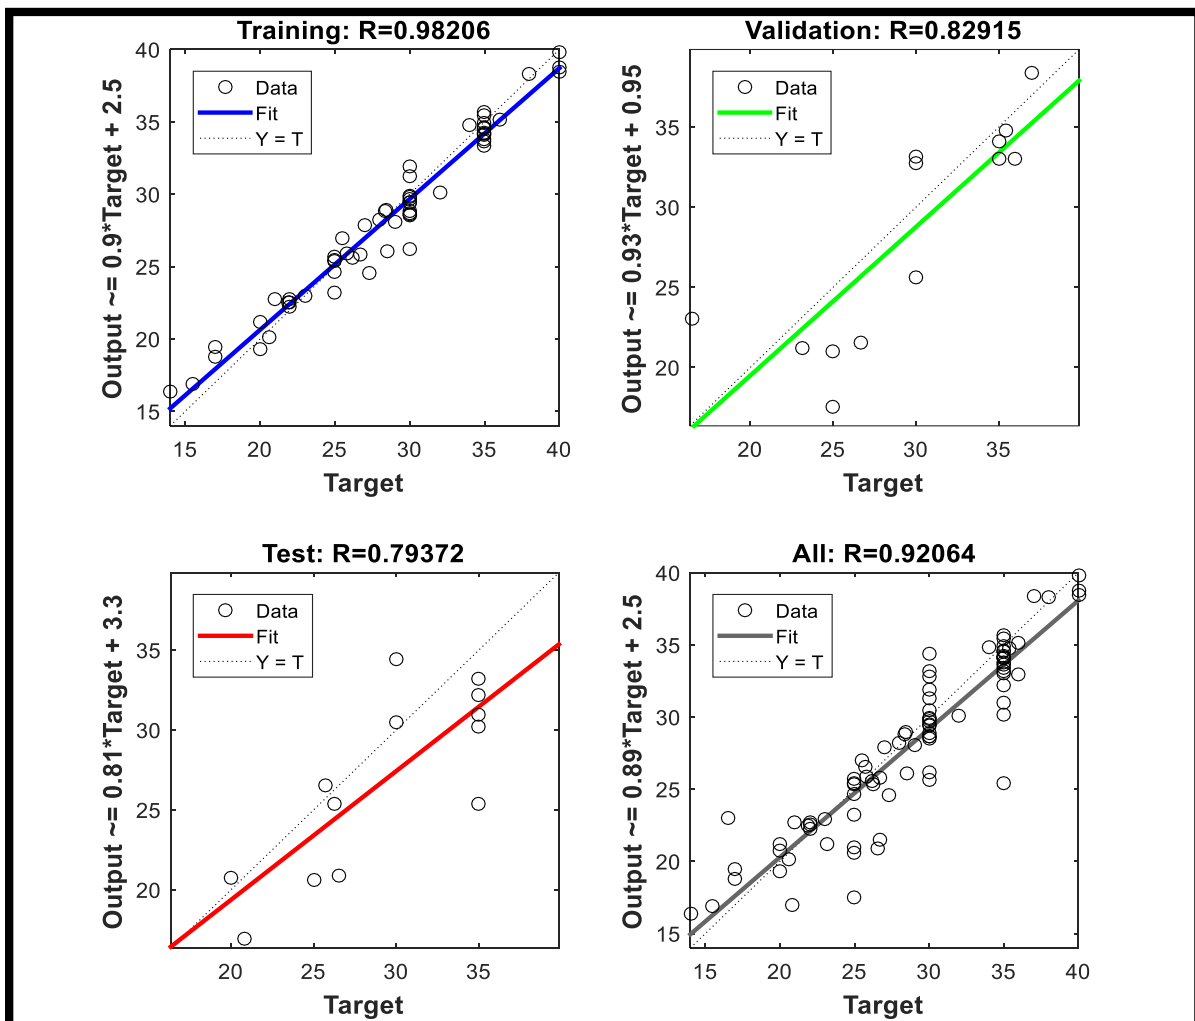 Training: R=0.98206
Output ~= 0.9*Target + 2.5
40
35
30
25
20
15
Data
Fit
Y = T
15 20 25 30 35 40
Target
Validation: R=0.82915
Output ~= 0.93*Target + 0.95
35
30
25
20
Data
Fit
Y = T
20 25 30 35
Target
Test: R=0.79372
Output ~= 0.81*Target + 3.3
35
30
25
20
Data
Fit
Y = T
20 25 30 35
Target
All: R=0.92064
Output ~= 0.89*Target + 2.5
40
35
30
25
20
15
Data
Fit
Y = T
15 20 25 30 35 40
Target